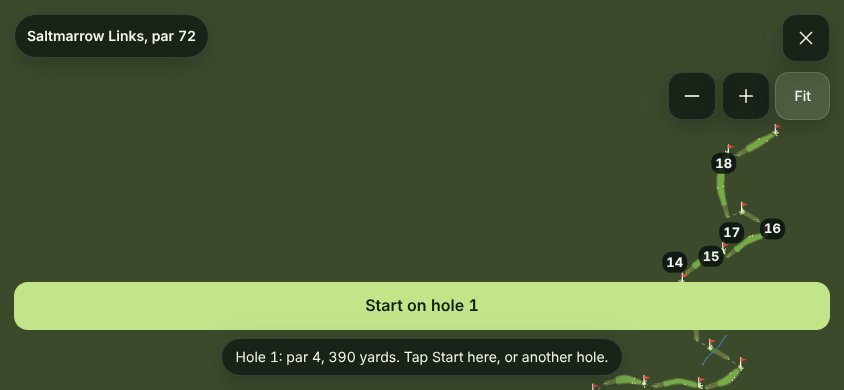 Saltmarrow Links, par 72
Fit
18
17
16
15
14
Start on hole 1
Hole 1: par 4, 390 yards. Tap Start here, or another hole.